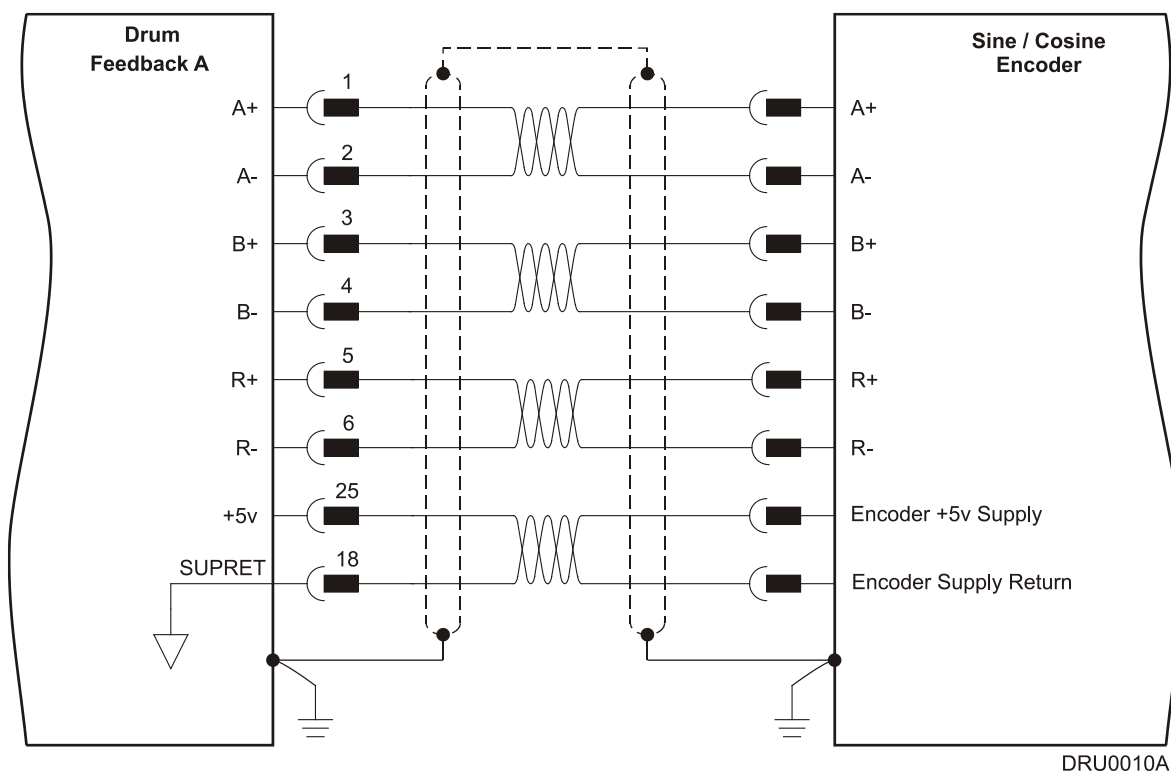 Drum
Feedback A
Sine / Cosine
Encoder
A+ 1 A+
A- 2 A-
B+ 3 B+
B- 4 B-
R+ 5 R+
R- 6 R-
+5v 25 Encoder +5v Supply
SUPRET 18 Encoder Supply Return
DRU0010A